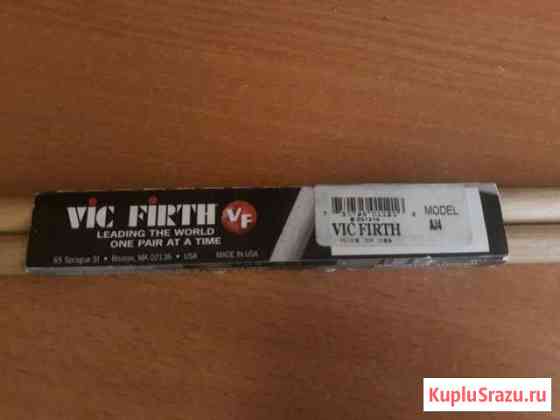 VIC FIRTH VF
LEADING THE WORLD
ONE PAIR AT A TIME
65 Sprague St • Boston, MA 02136 • USA
MADE IN USA
VIC FIRTH
MODEL
AJ4
KupluSrazu.ru